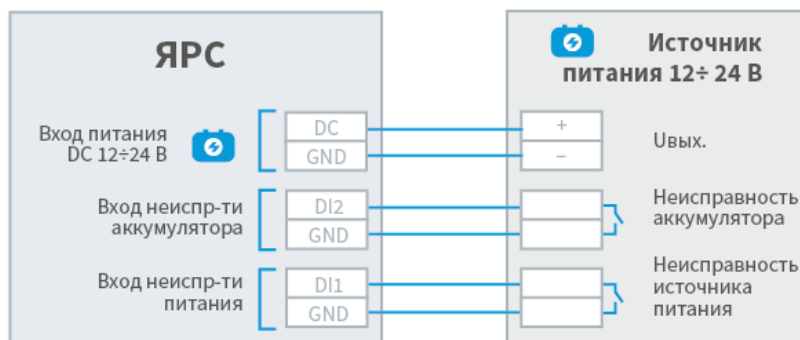 ЯРС
Вход питания
DC 12÷24 В
DC
GND
Вход неиспр-ти
аккумулятора
DI2
GND
Вход неиспр-ти
питания
DI1
GND
Источник
питания 12÷ 24 В
+
–
Uвых.
Неисправность
аккумулятора
Неисправность
источника
питания